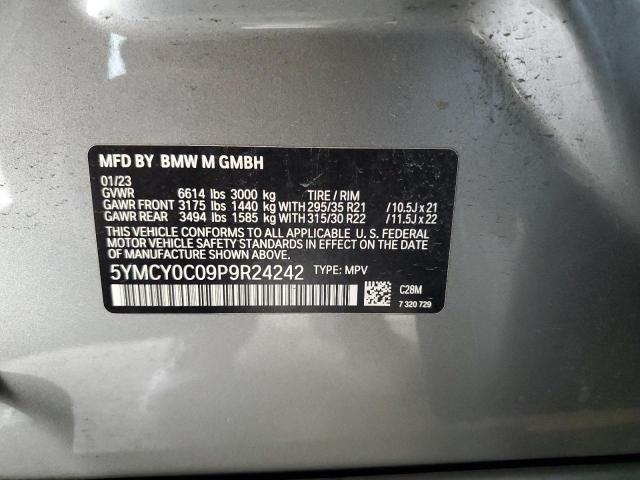 MFD BY BMW M GMBH
01/23
GVWR 6614 lbs 3000 kg TIRE / RIM
GAWR FRONT 3175 lbs 1440 kg WITH 295/35 R21 /10.5J x 21
GAWR REAR 3494 lbs 1585 kg WITH 315/30 R22 /11.5J x 22
THIS VEHICLE CONFORMS TO ALL APPLICABLE U.S. FEDERAL
MOTOR VEHICLE SAFETY STANDARDS IN EFFECT ON THE DATE
OF MANUFACTURE SHOWN ABOVE.
5YMCY0C09P9R24242 TYPE: MPV
C28M
7 320 729